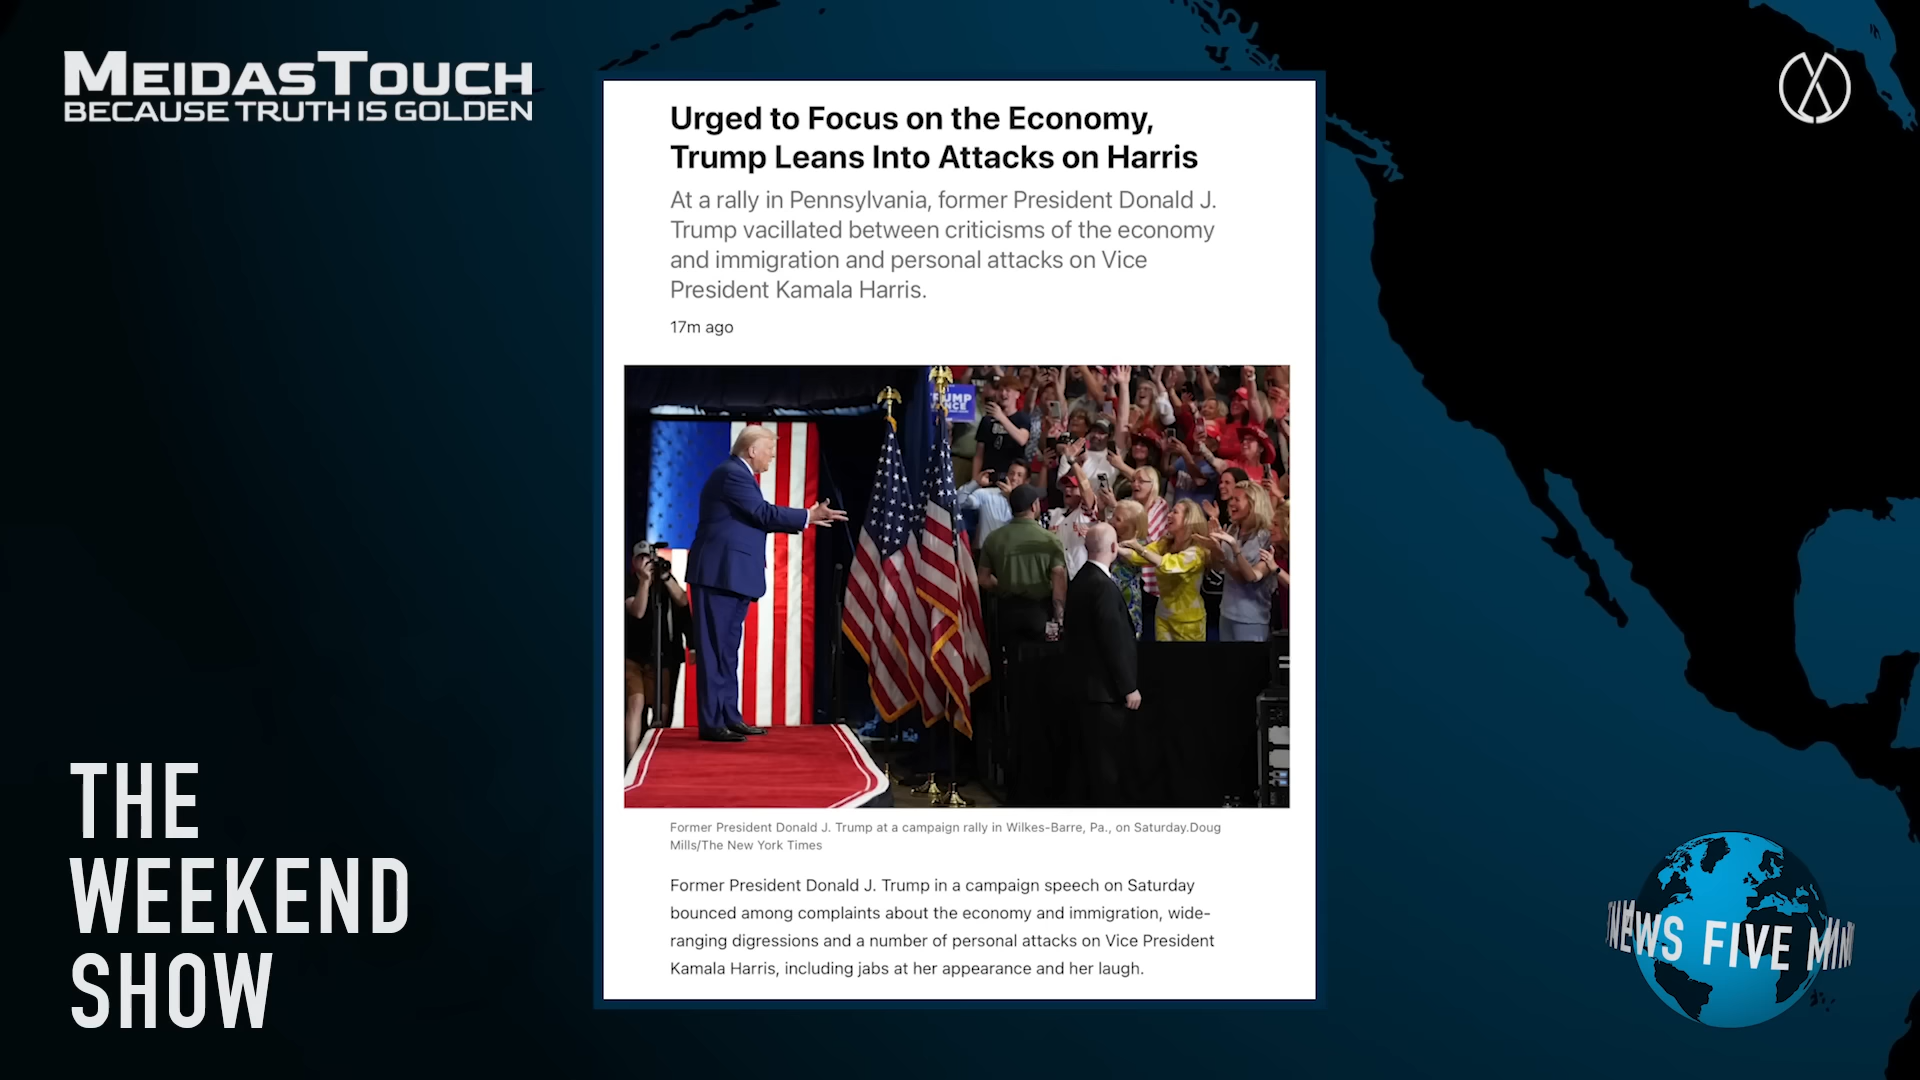 MEIDASTOUCH
BECAUSE TRUTH IS GOLDEN
Urged to Focus on the Economy,
Trump Leans Into Attacks on Harris
At a rally in Pennsylvania, former President Donald J.
Trump vacillated between criticisms of the economy
and immigration and personal attacks on Vice
President Kamala Harris.
17m ago
Former President Donald J. Trump at a campaign rally in Wilkes-Barre, Pa., on Saturday.Doug
Mills/The New York Times
Former President Donald J. Trump in a campaign speech on Saturday
bounced among complaints about the economy and immigration, wide-
ranging digressions and a number of personal attacks on Vice President
Kamala Harris, including jabs at her appearance and her laugh.
THE
WEEKEND
SHOW
NEWS FIVE MIN